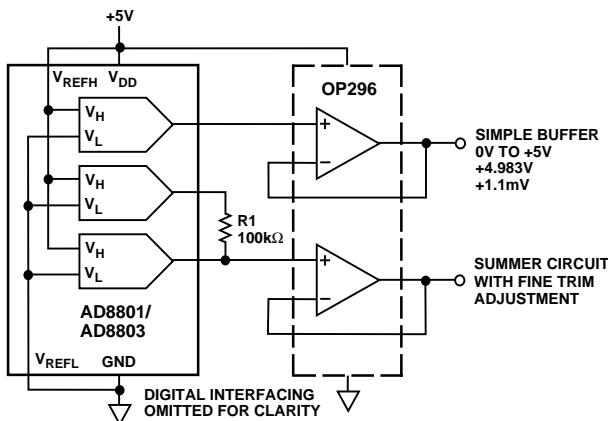 +5V
VREFH
VDD
OP296
VH
VL
SIMPLE BUFFER
0V TO +5V
+4.983V
+1.1mV
VH
VL
R1
100kΩ
VH
VL
SUMMER CIRCUIT
WITH FINE TRIM
ADJUSTMENT
AD8801/
AD8803
VREFL
GND
DIGITAL INTERFACING
OMITTED FOR CLARITY